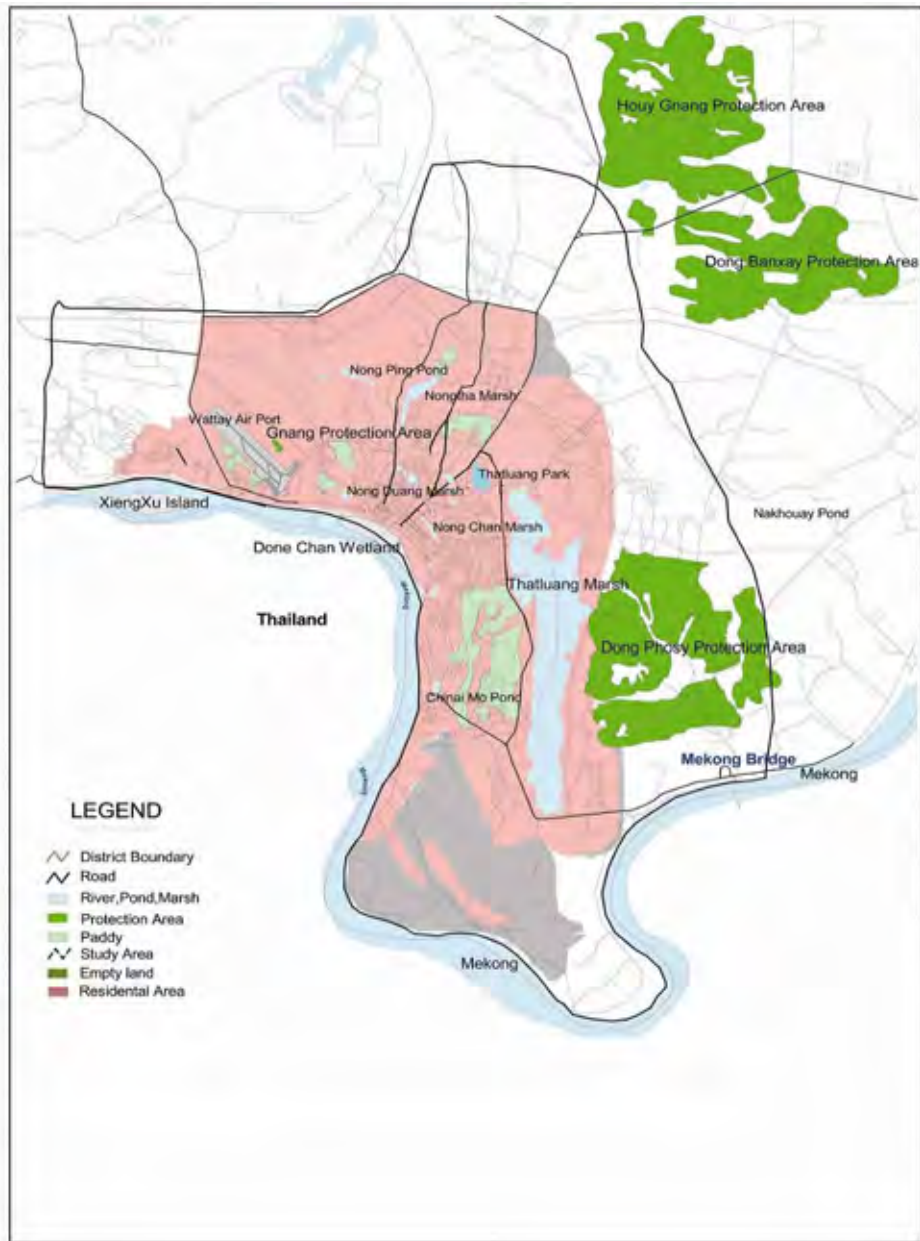 Houy Gnang Protection Area
Dong Banxay Protection Area
Nong Ping Pond
Nongtha Marsh
Wattay Air Port
Gnang Protection Area
Nong Duang Marsh
Thatluang Park
XiengXu Island
Nong Chan Marsh
Nakhouay Pond
Done Chan Wetland
Thatluang Marsh
Thailand
Dong Phosy Protection Area
Chinai Mo Pond
Mekong Bridge
Mekong
LEGEND
District Boundary
Road
River,Pond,Marsh
Protection Area
Paddy
Study Area
Empty land
Residental Area
Mekong